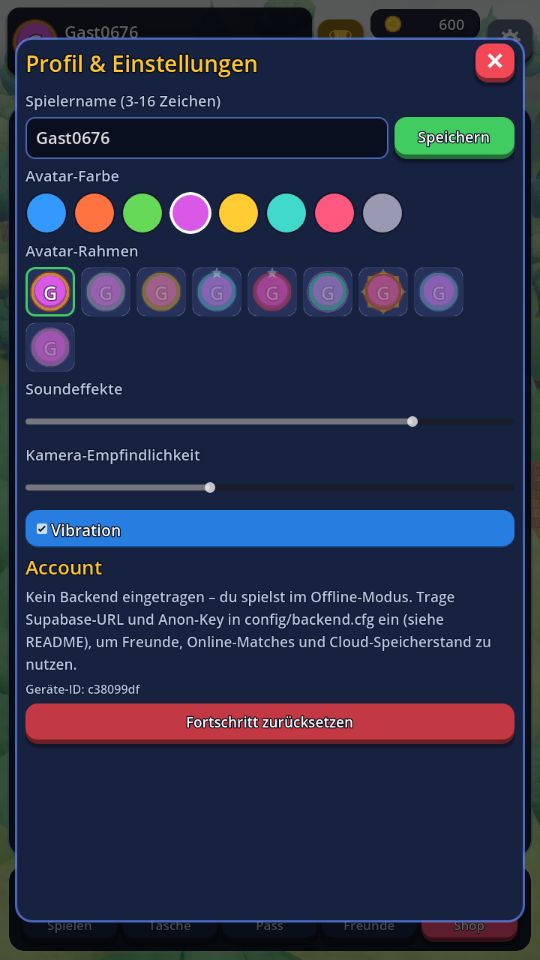 Gast0676
600
Profil & Einstellungen
Spielername (3-16 Zeichen)
Gast0676
Speichern
Avatar-Farbe
Avatar-Rahmen
G G G G G G G G
G
Soundeffekte
Kamera-Empfindlichkeit
Vibration
Account
Kein Backend eingetragen – du spielst im Offline-Modus. Trage
Supabase-URL und Anon-Key in config/backend.cfg ein (siehe
README), um Freunde, Online-Matches und Cloud-Speicherstand zu
nutzen.
Geräte-ID: c38099df
Fortschritt zurücksetzen
Spielen Tasche Pass Freunde Shop